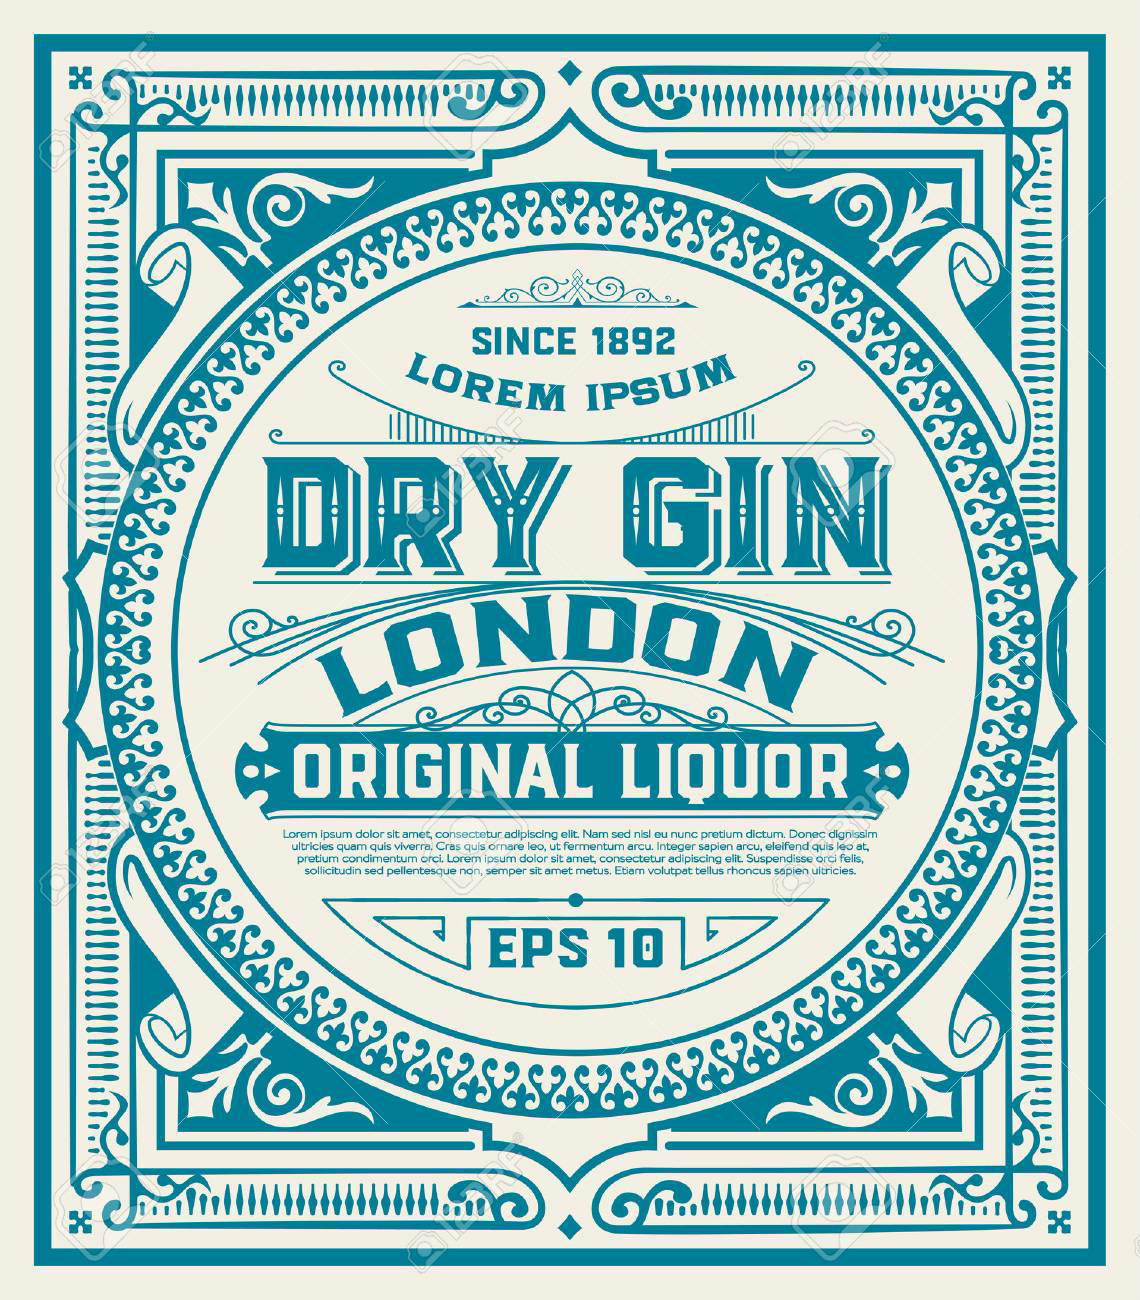 SINCE 1892
LOREM IPSUM
DRY GIN
LONDON
ORIGINAL LIQUOR
Lorem ipsum dolor sit amet, consectetur adipiscing elit. Nam sed nisl eu nunc pretium dictum. Donec dignissim
ultricies quam quis viverra. Cras quis ornare leo, ut fermentum arcu. Integer sapien arcu, eleifend quis leo at,
pretium condimentum orci. Lorem ipsum dolor sit amet, consectetur adipiscing elit. Suspendisse orci felis,
sollicitudin sed pellentesque non, semper sit amet metus. Etiam volutpat tellus rhoncus sapien ultricies.
EPS 10